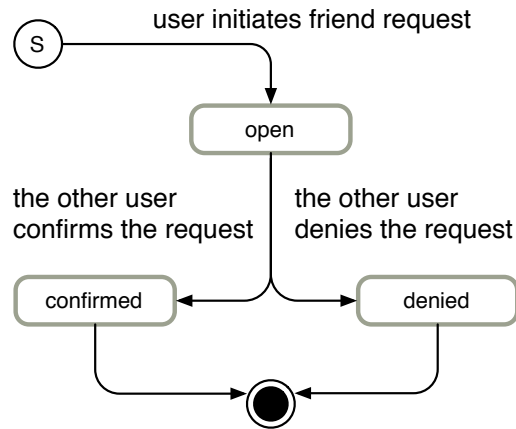 user initiates friend request
S
open
the other user
confirms the request
the other user
denies the request
confirmed
denied